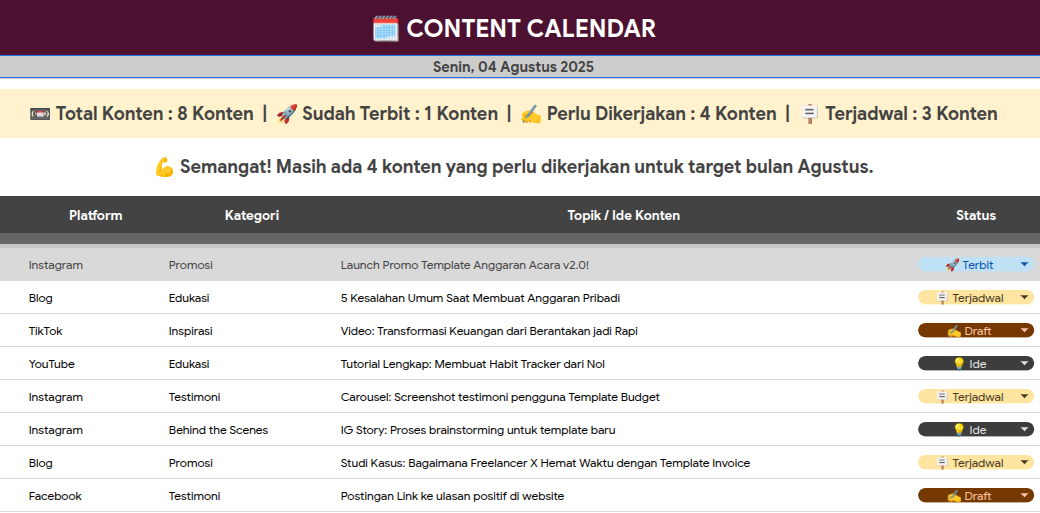 🗓️ CONTENT CALENDAR
Senin, 04 Agustus 2025
🎟️ Total Konten : 8 Konten | 🚀 Sudah Terbit : 1 Konten | ✍️ Perlu Dikerjakan : 4 Konten | 🪧 Terjadwal : 3 Konten
💪 Semangat! Masih ada 4 konten yang perlu dikerjakan untuk target bulan Agustus.
Platform Kategori Topik / Ide Konten Status
Instagram Promosi Launch Promo Template Anggaran Acara v2.0! 🚀 Terbit
Blog Edukasi 5 Kesalahan Umum Saat Membuat Anggaran Pribadi 🪧 Terjadwal
TikTok Inspirasi Video: Transformasi Keuangan dari Berantakan jadi Rapi ✍️ Draft
YouTube Edukasi Tutorial Lengkap: Membuat Habit Tracker dari Nol 💡 Ide
Instagram Testimoni Carousel: Screenshot testimoni pengguna Template Budget 🪧 Terjadwal
Instagram Behind the Scenes IG Story: Proses brainstorming untuk template baru 💡 Ide
Blog Promosi Studi Kasus: Bagaimana Freelancer X Hemat Waktu dengan Template Invoice 🪧 Terjadwal
Facebook Testimoni Postingan Link ke ulasan positif di website ✍️ Draft